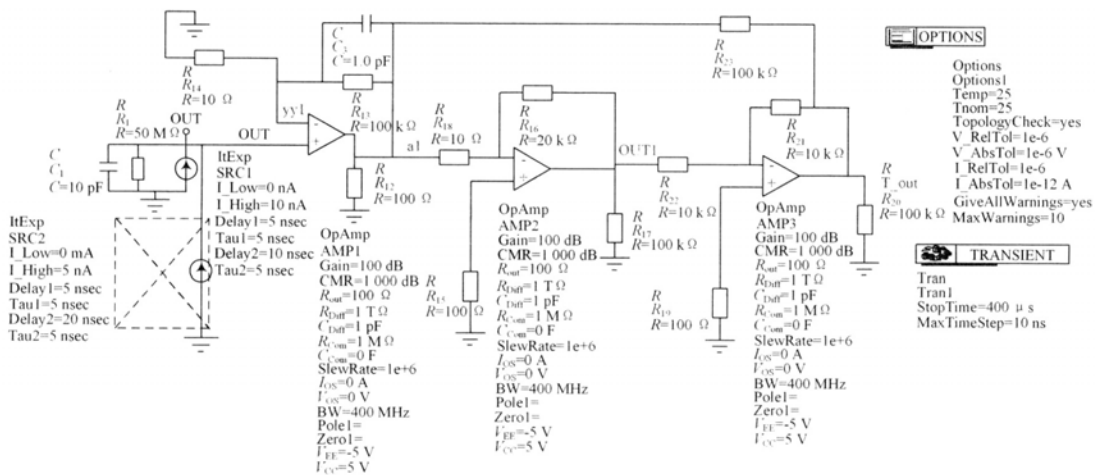 R
R14
R=10 Ω
C
C3
C=1.0 pF
R
R23
R=100 kΩ
R
R1
R=50 MΩ
OUT
OUT
yy1
R
R13
R=100 kΩ
a1
R
R18
R=10 Ω
R
R16
R=20 kΩ
OUT1
R
R21
R=10 kΩ
C
C1
C=10 pF
ItExp
SRC1
I_Low=0 nA
I_High=10 nA
Delay1=5 nsec
Tau1=5 nsec
Delay2=10 nsec
Tau2=5 nsec
ItExp
SRC2
I_Low=0 mA
I_High=5 nA
Delay1=5 nsec
Tau1=5 nsec
Delay2=20 nsec
Tau2=5 nsec
R
R12
R=100 Ω
R
R15
R=100 Ω
R
R22
R=10 kΩ
R
R17
R=100 kΩ
R
R19
R=100 Ω
R
T_out
R20
R=100 kΩ
OpAmp
AMP1
Gain=100 dB
CMR=1 000 dB
Rout=100 Ω
RDiff=1 TΩ
CDiff=1 pF
RCom=1 MΩ
CCom=0 F
SlewRate=1e+6
IOS=0 A
VOS=0 V
BW=400 MHz
Pole1=
Zero1=
VEE=-5 V
VCC=5 V
OpAmp
AMP2
Gain=100 dB
CMR=1 000 dB
Rout=100 Ω
RDiff=1 TΩ
CDiff=1 pF
RCom=1 MΩ
CCom=0 F
SlewRate=1e+6
IOS=0 A
VOS=0 V
BW=400 MHz
Pole1=
Zero1=
VEE=-5 V
VCC=5 V
OpAmp
AMP3
Gain=100 dB
CMR=1 000 dB
Rout=100 Ω
RDiff=1 TΩ
CDiff=1 pF
RCom=1 MΩ
CCom=0 F
SlewRate=1e+6
IOS=0 A
VOS=0 V
BW=400 MHz
Pole1=
Zero1=
VEE=-5 V
VCC=5 V
OPTIONS
Options
Options1
Temp=25
Tnom=25
TopologyCheck=yes
V_RelTol=1e-6
V_AbsTol=1e-6 V
I_RelTol=1e-6
I_AbsTol=1e-12 A
GiveAllWarnings=yes
MaxWarnings=10
TRANSIENT
Tran
Tran1
StopTime=400 μs
MaxTimeStep=10 ns